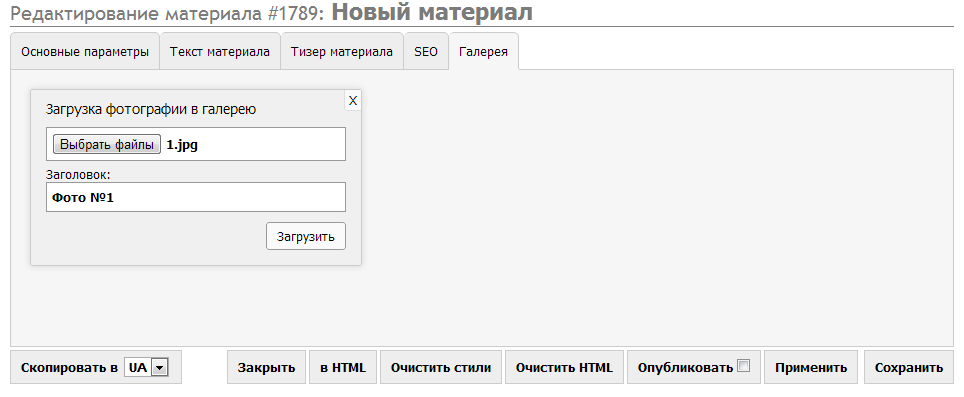 Редактирование материала #1789: Новый материал
Основные параметры Текст материала Тизер материала SEO Галерея
X
Загрузка фотографии в галерею
Выбрать файлы 1.jpg
Заголовок:
Фото №1
Загрузить
Скопировать в UA Закрыть в HTML Очистить стили Очистить HTML Опубликовать Применить Сохранить